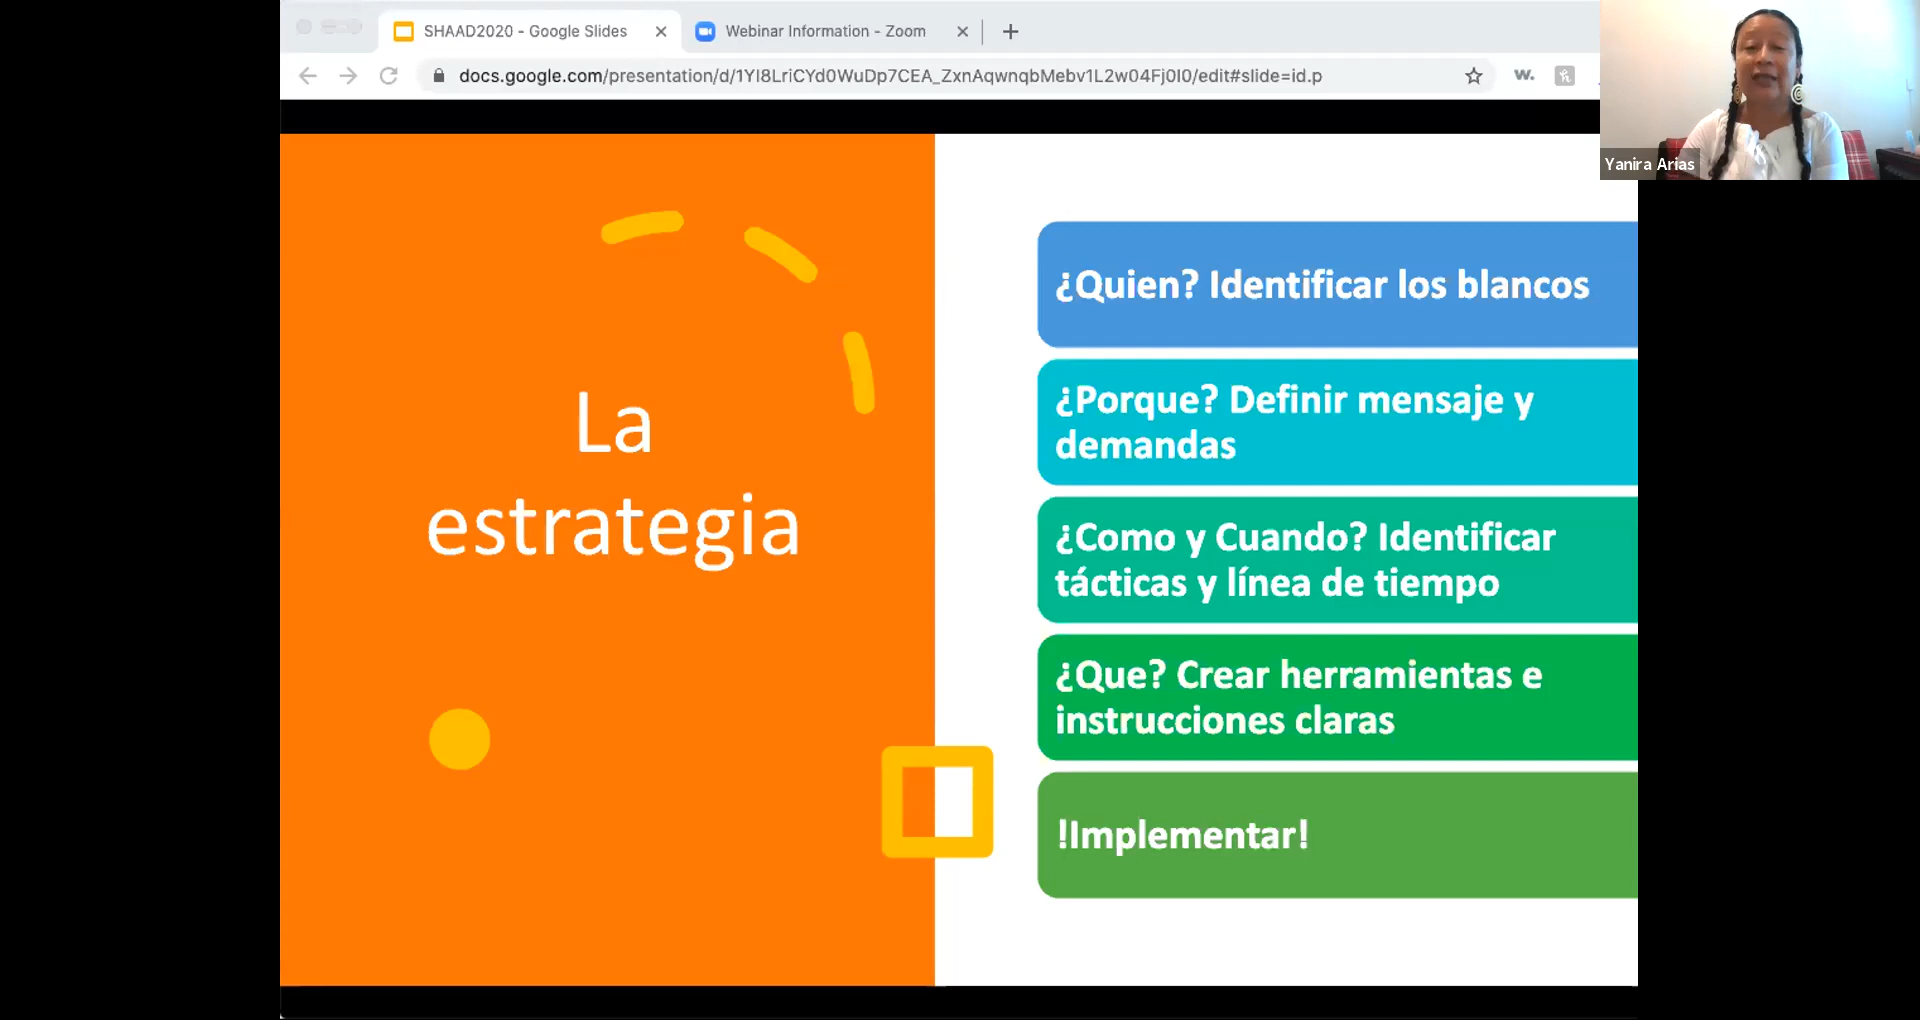 SHAAD2020 - Google Slides
Webinar Information - Zoom
docs.google.com/presentation/d/1YI8LriCYd0WuDp7CEA_ZxnAqwnqbMebv1L2w04Fj0I0/edit#slide=id.p
W.
Yanira Arias
La
estrategia
¿Quien? Identificar los blancos
¿Porque? Definir mensaje y
demandas
¿Como y Cuando? Identificar
tácticas y línea de tiempo
¿Que? Crear herramientas e
instrucciones claras
!Implementar!